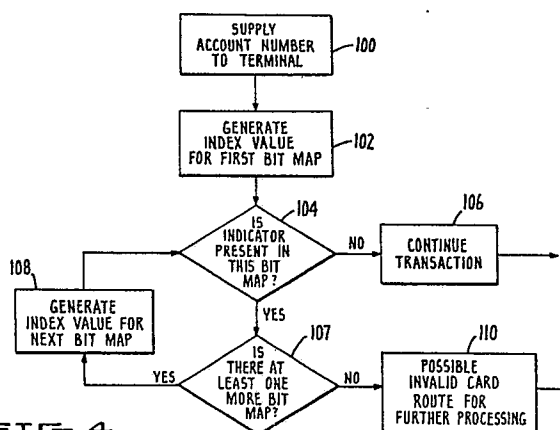 SUPPLY
ACCOUNT NUMBER
TO TERMINAL
100
GENERATE
INDEX VALUE
FOR FIRST BIT MAP
102
104
IS
INDICATOR
PRESENT IN
THIS BIT
MAP?
NO
106
CONTINUE
TRANSACTION
108
GENERATE
INDEX VALUE FOR
NEXT BIT MAP
YES
107
IS
THERE AT
LEAST ONE
MORE BIT
MAP?
YES
NO
110
POSSIBLE
INVALID CARD
ROUTE FOR
FURTHER PROCESSING